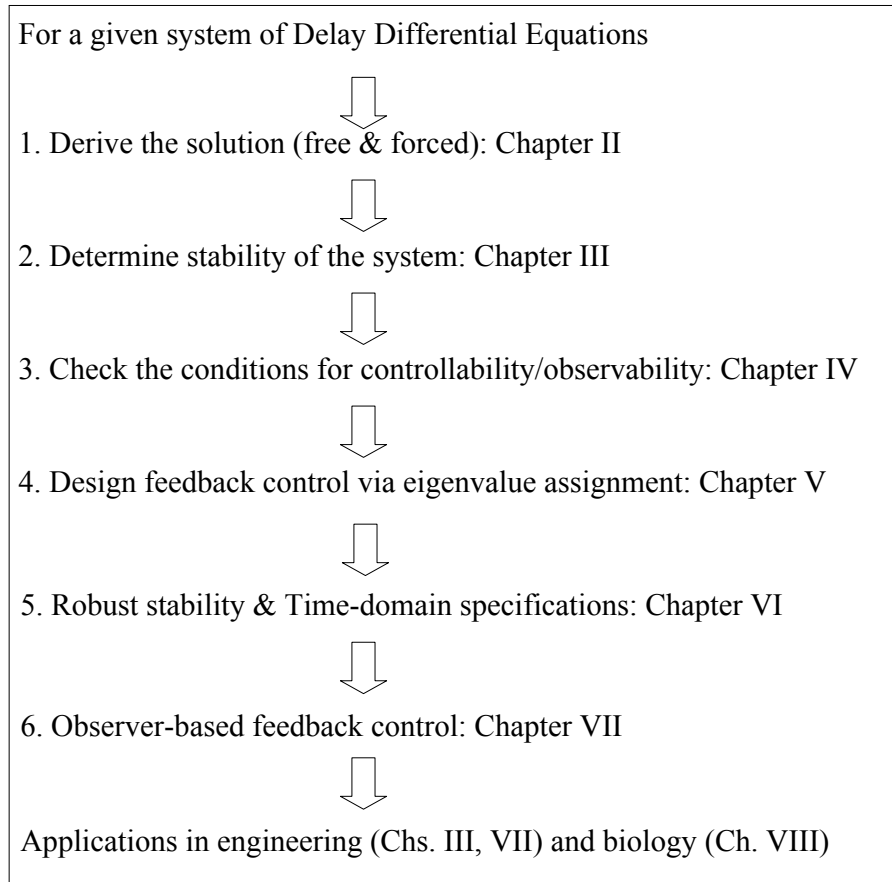 For a given system of Delay Differential Equations
1. Derive the solution (free & forced): Chapter II
2. Determine stability of the system: Chapter III
3. Check the conditions for controllability/observability: Chapter IV
4. Design feedback control via eigenvalue assignment: Chapter V
5. Robust stability & Time-domain specifications: Chapter VI
6. Observer-based feedback control: Chapter VII
Applications in engineering (Chs. III, VII) and biology (Ch. VIII)